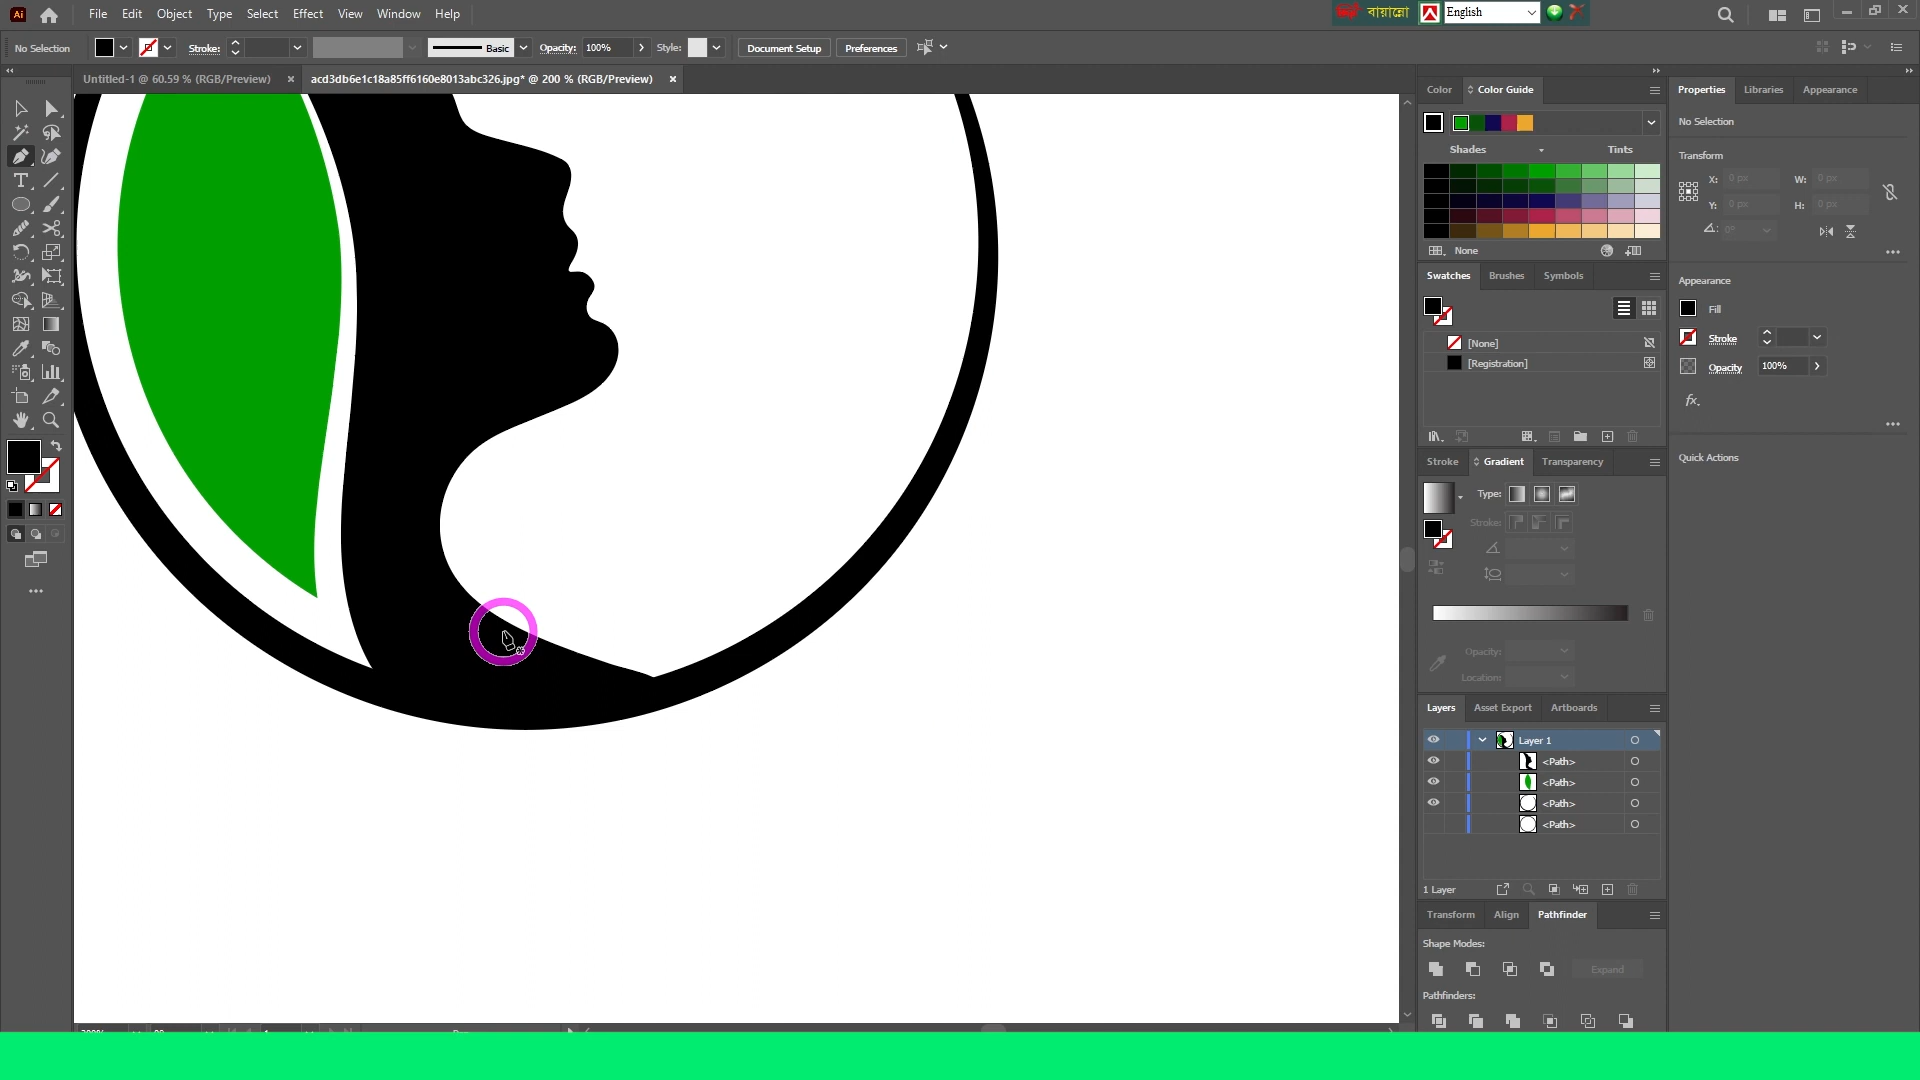 Ai File Edit Object Type Select Effect View Window Help
বায়ান্নো English
No Selection Stroke: Basic Opacity: 100% Style: Document Setup Preferences
Untitled-1 @ 60.59 % (RGB/Preview) × acd3db6e1c18a85ff6160e8013abc326.jpg* @ 200 % (RGB/Preview) ×
Color Color Guide
Shades Tints
None
Swatches Brushes Symbols
[None]
[Registration]
Stroke Gradient Transparency
Type:
Stroke:
Opacity:
Location:
Layers Asset Export Artboards
Layer 1
<Path>
<Path>
<Path>
<Path>
1 Layer
Transform Align Pathfinder
Shape Modes:
Expand
Pathfinders:
Properties Libraries Appearance
No Selection
Transform
X: 0 px W: 0 px
Y: 0 px H: 0 px
0°
Appearance
Fill
Stroke
Opacity 100%
fx.
Quick Actions